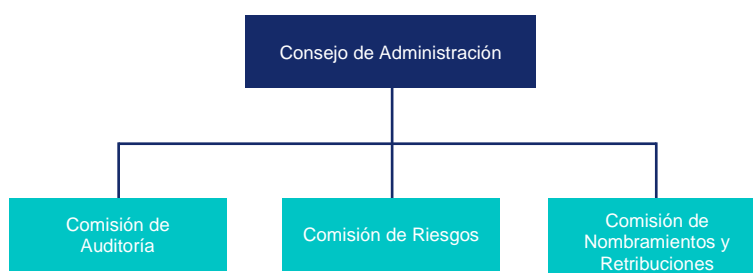 Consejo de Administración
Comisión de
Auditoría
Comisión de Riesgos
Comisión de
Nombramientos y
Retribuciones